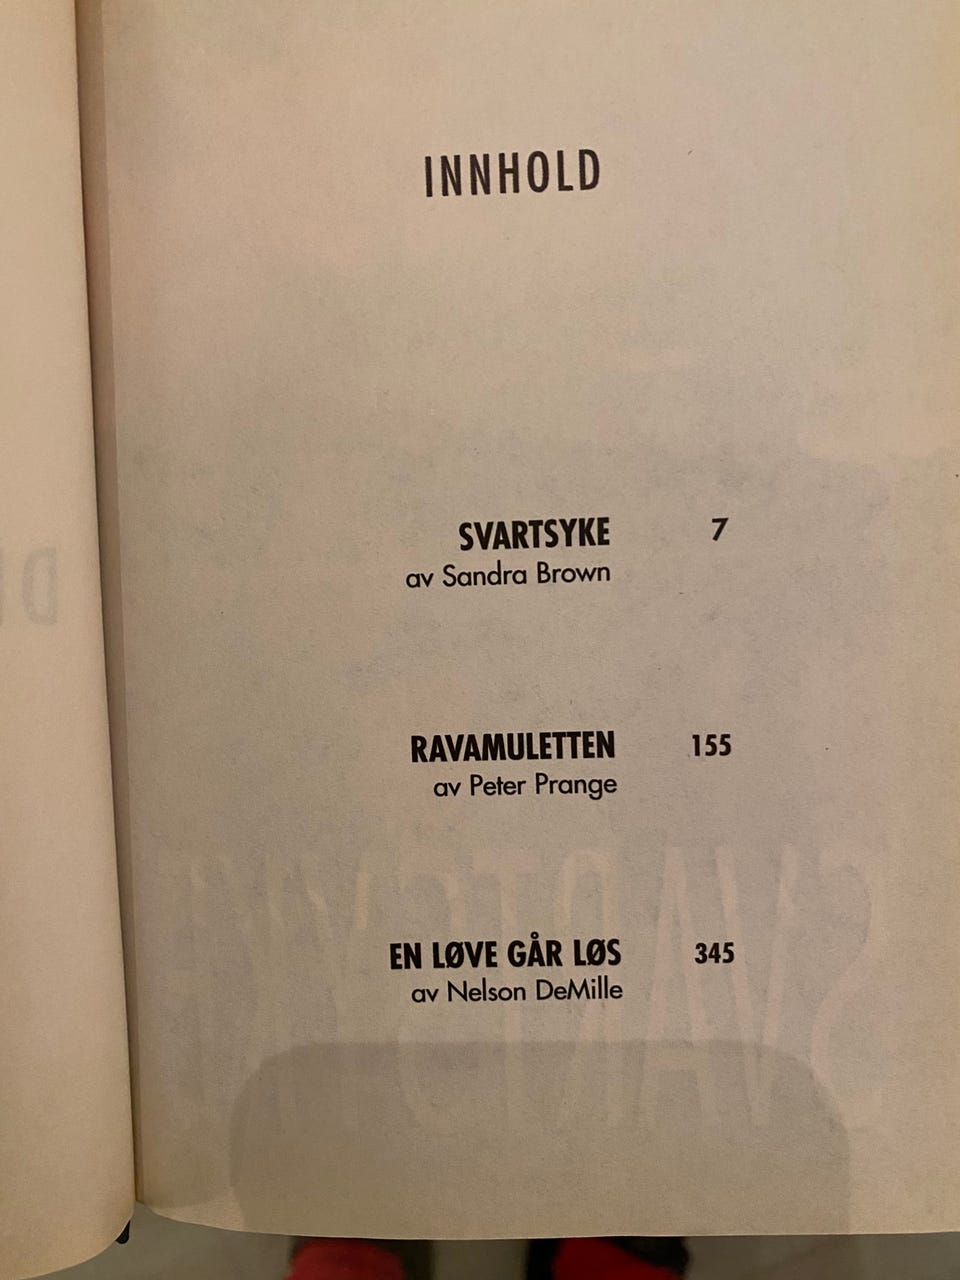 INNHOLD
SVARTSYKE 7
av Sandra Brown
RAVAMULETTEN 155
av Peter Prange
EN LØVE GÅR LØS 345
av Nelson DeMille
SVARTSYKE